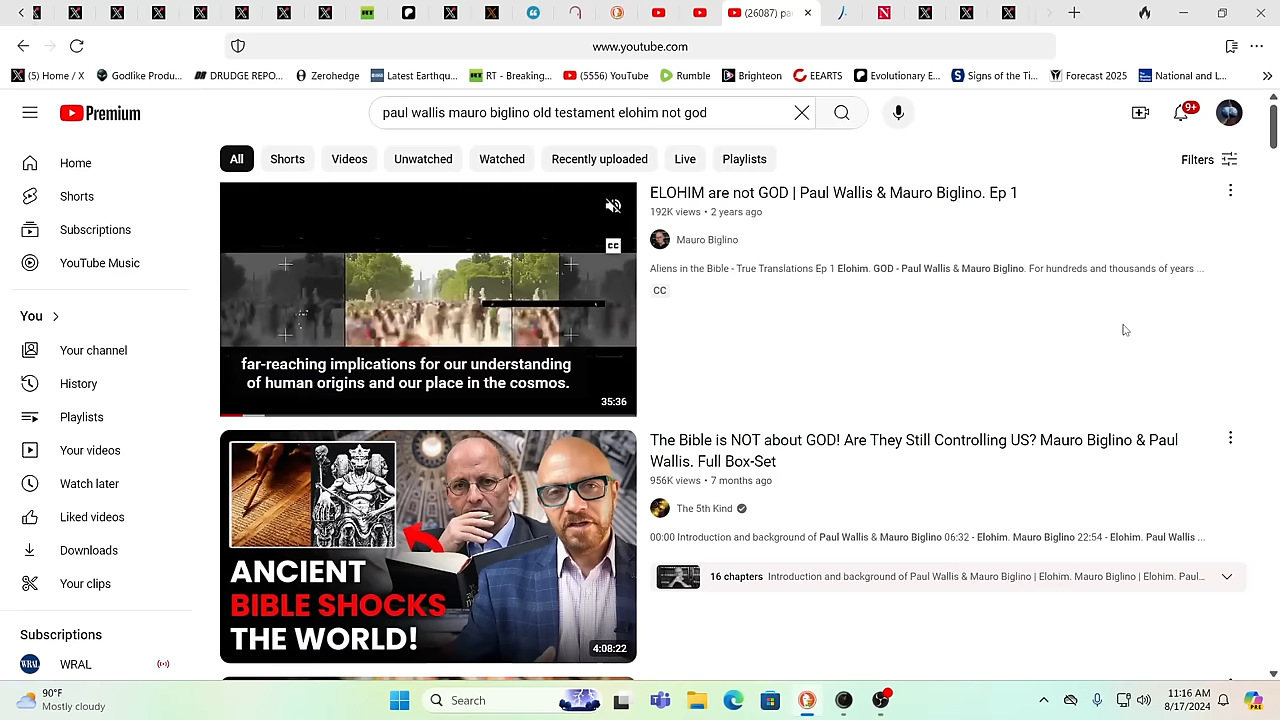 (26087) pa
www.youtube.com
(5) Home / X
Godlike Produ...
DRUDGE REPO...
Zerohedge
Latest Earthqu...
RT - Breaking...
(5556) YouTube
Rumble
Brighteon
EEARTS
Evolutionary E...
Signs of the Ti...
Forecast 2025
National and L...
Premium
paul wallis mauro biglino old testament elohim not god
9+
All
Shorts
Videos
Unwatched
Watched
Recently uploaded
Live
Playlists
Filters
Home
Shorts
Subscriptions
YouTube Music
You
Your channel
History
Playlists
Your videos
Watch later
Liked videos
Downloads
Your clips
Subscriptions
WRAL
CC
far-reaching implications for our understanding
of human origins and our place in the cosmos.
35:36
ELOHIM are not GOD | Paul Wallis & Mauro Biglino. Ep 1
192K views • 2 years ago
Mauro Biglino
Aliens in the Bible - True Translations Ep 1 Elohim. GOD - Paul Wallis & Mauro Biglino. For hundreds and thousands of years ...
CC
ANCIENT
BIBLE SHOCKS
THE WORLD!
4:08:22
The Bible is NOT about GOD! Are They Still Controlling US? Mauro Biglino & Paul
Wallis. Full Box-Set
956K views • 7 months ago
The 5th Kind
00:00 Introduction and background of Paul Wallis & Mauro Biglino 06:32 - Elohim. Mauro Biglino 22:54 - Elohim. Paul Wallis ...
16 chapters Introduction and background of Paul Wallis & Mauro Biglino | Elohim. Mauro Biglino | Elohim. Paul...
90°F
Mostly cloudy
Search
11:16 AM
8/17/2024